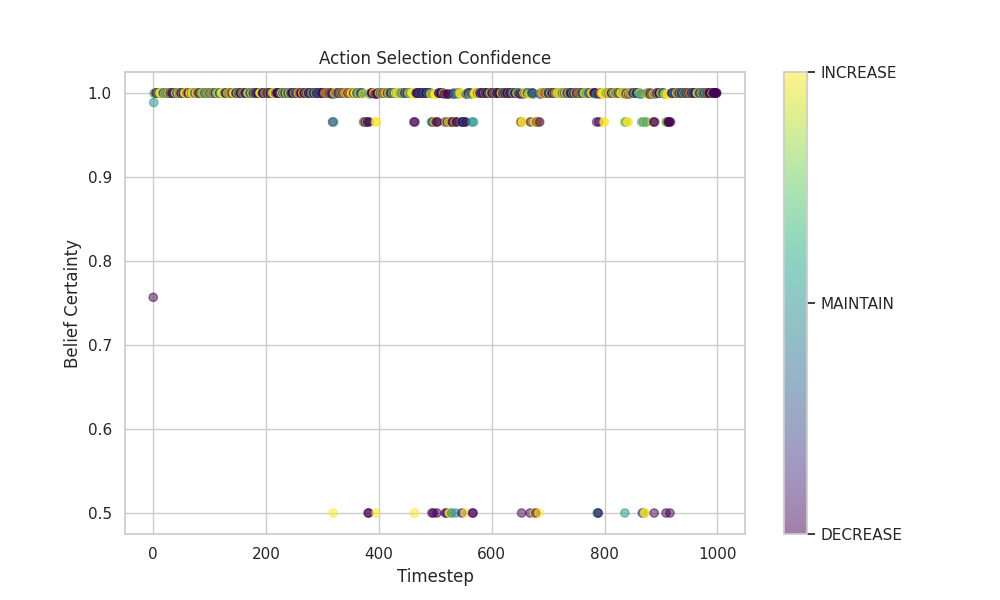 Action Selection Confidence
Belief Certainty
1.0
0.9
0.8
0.7
0.6
0.5
0
200
400
600
800
1000
Timestep
INCREASE
MAINTAIN
DECREASE